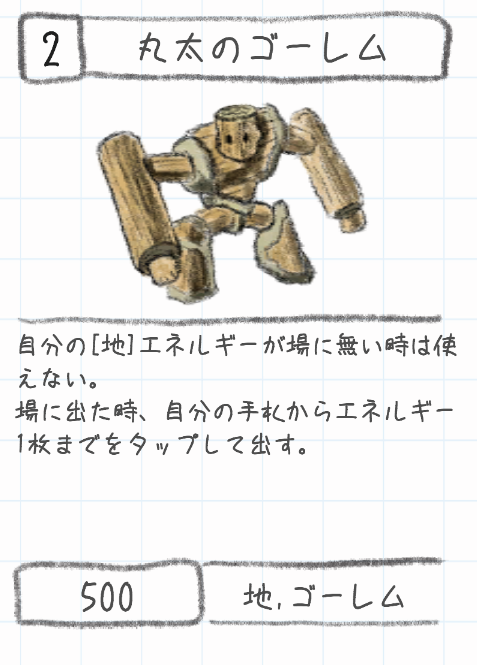 2
丸太のゴーレム
自分の[地]エネルギーが場に無い時は使
えない。
場に出た時、自分の手札からエネルギー
1枚までをタップして出す。
500
地,ゴーレム